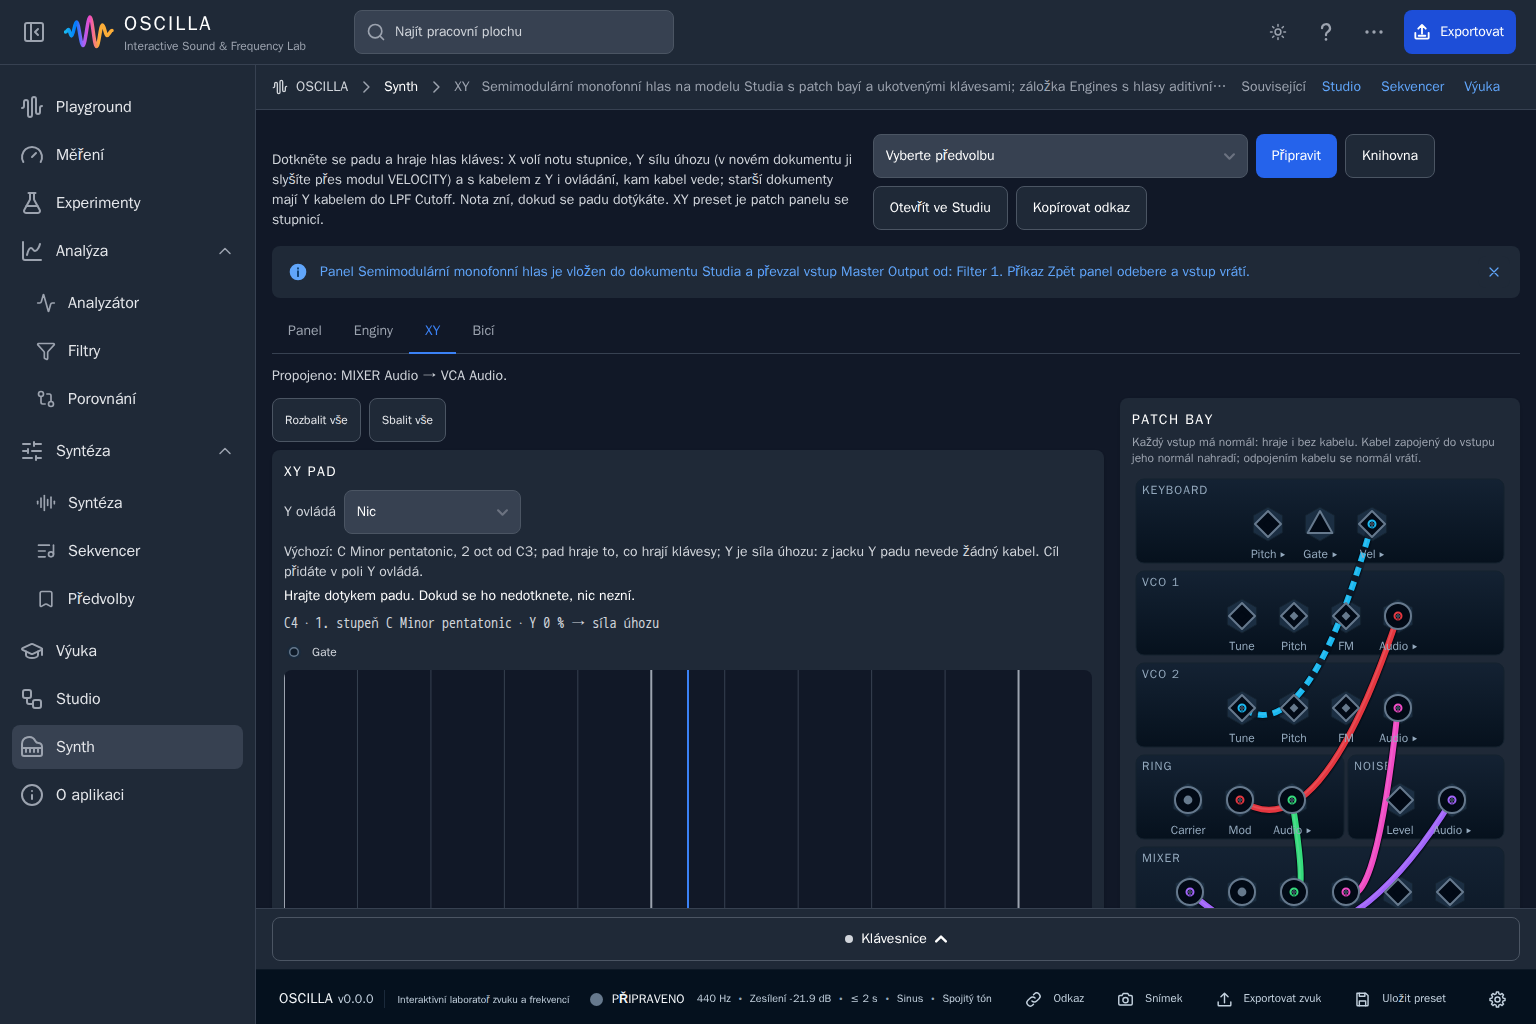 OSCILLA
Interactive Sound & Frequency Lab
Najít pracovní plochu
Exportovat
Playground
Měření
Experimenty
Analýza
Analyzátor
Filtry
Porovnání
Syntéza
Syntéza
Sekvencer
Předvolby
Výuka
Studio
Synth
O aplikaci
OSCILLA
Synth
XY Semimodulární monofonní hlas na modelu Studia s patch bayí a ukotvenými klávesami; záložka Engines s hlasy aditivní…
Související
Studio
Sekvencer
Výuka
Dotkněte se padu a hraje hlas kláves: X volí notu stupnice, Y sílu úhozu (v novém dokumentu ji
slyšíte přes modul VELOCITY) a s kabelem z Y i ovládání, kam kabel vede; starší dokumenty
mají Y kabelem do LPF Cutoff. Nota zní, dokud se padu dotýkáte. XY preset je patch panelu se
stupnicí.
Vyberte předvolbu
Připravit
Knihovna
Otevřít ve Studiu
Kopírovat odkaz
Panel Semimodulární monofonní hlas je vložen do dokumentu Studia a převzal vstup Master Output od: Filter 1. Příkaz Zpět panel odebere a vstup vrátí.
Panel
Enginy
XY
Bicí
Propojeno: MIXER Audio → VCA Audio.
Rozbalit vše
Sbalit vše
XY PAD
Y ovládá
Nic
Výchozí: C Minor pentatonic, 2 oct od C3; pad hraje to, co hrají klávesy; Y je síla úhozu: z jacku Y padu nevede žádný kabel. Cíl
přidáte v poli Y ovládá.
Hrajte dotykem padu. Dokud se ho nedotknete, nic nezní.
C4 · 1. stupeň C Minor pentatonic · Y 0 % → síla úhozu
Gate
PATCH BAY
Každý vstup má normál: hraje i bez kabelu. Kabel zapojený do vstupu
jeho normál nahradí; odpojením kabelu se normál vrátí.
KEYBOARD
Pitch ▸ Gate ▸ Vel ▸
VCO 1
Tune Pitch FM Audio ▸
VCO 2
Tune Pitch FM Audio ▸
RING
Carrier Mod Audio ▸
NOISE
Level Audio ▸
MIXER
Klávesnice
OSCILLA v0.0.0
Interaktivní laboratoř zvuku a frekvencí
PŘIPRAVENO
440 Hz • Zesílení -21.9 dB • ≤ 2 s • Sinus • Spojitý tón
Odkaz
Snímek
Exportovat zvuk
Uložit preset